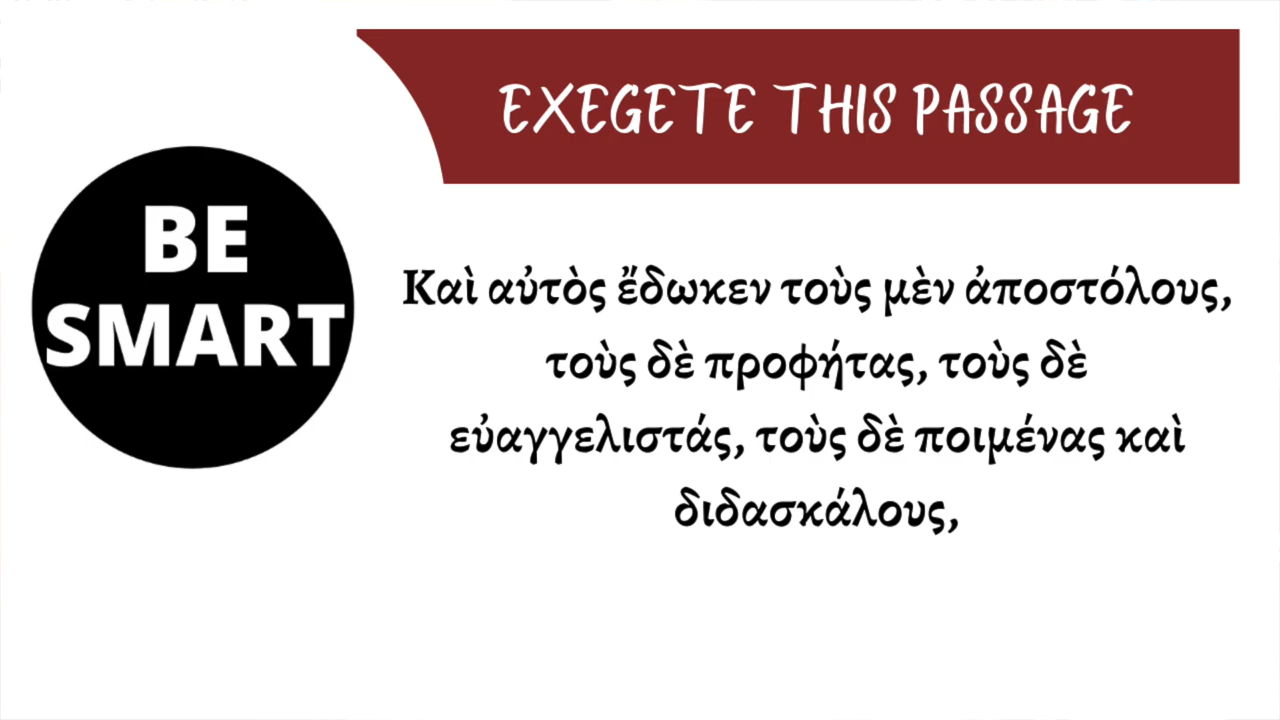 EXEGETE THIS PASSAGE
BE
SMART
Καὶ αὐτὸς ἔδωκεν τοὺς μὲν ἀποστόλους,
τοὺς δὲ προφήτας, τοὺς δὲ
εὐαγγελιστάς, τοὺς δὲ ποιμένας καὶ
διδασκάλους,